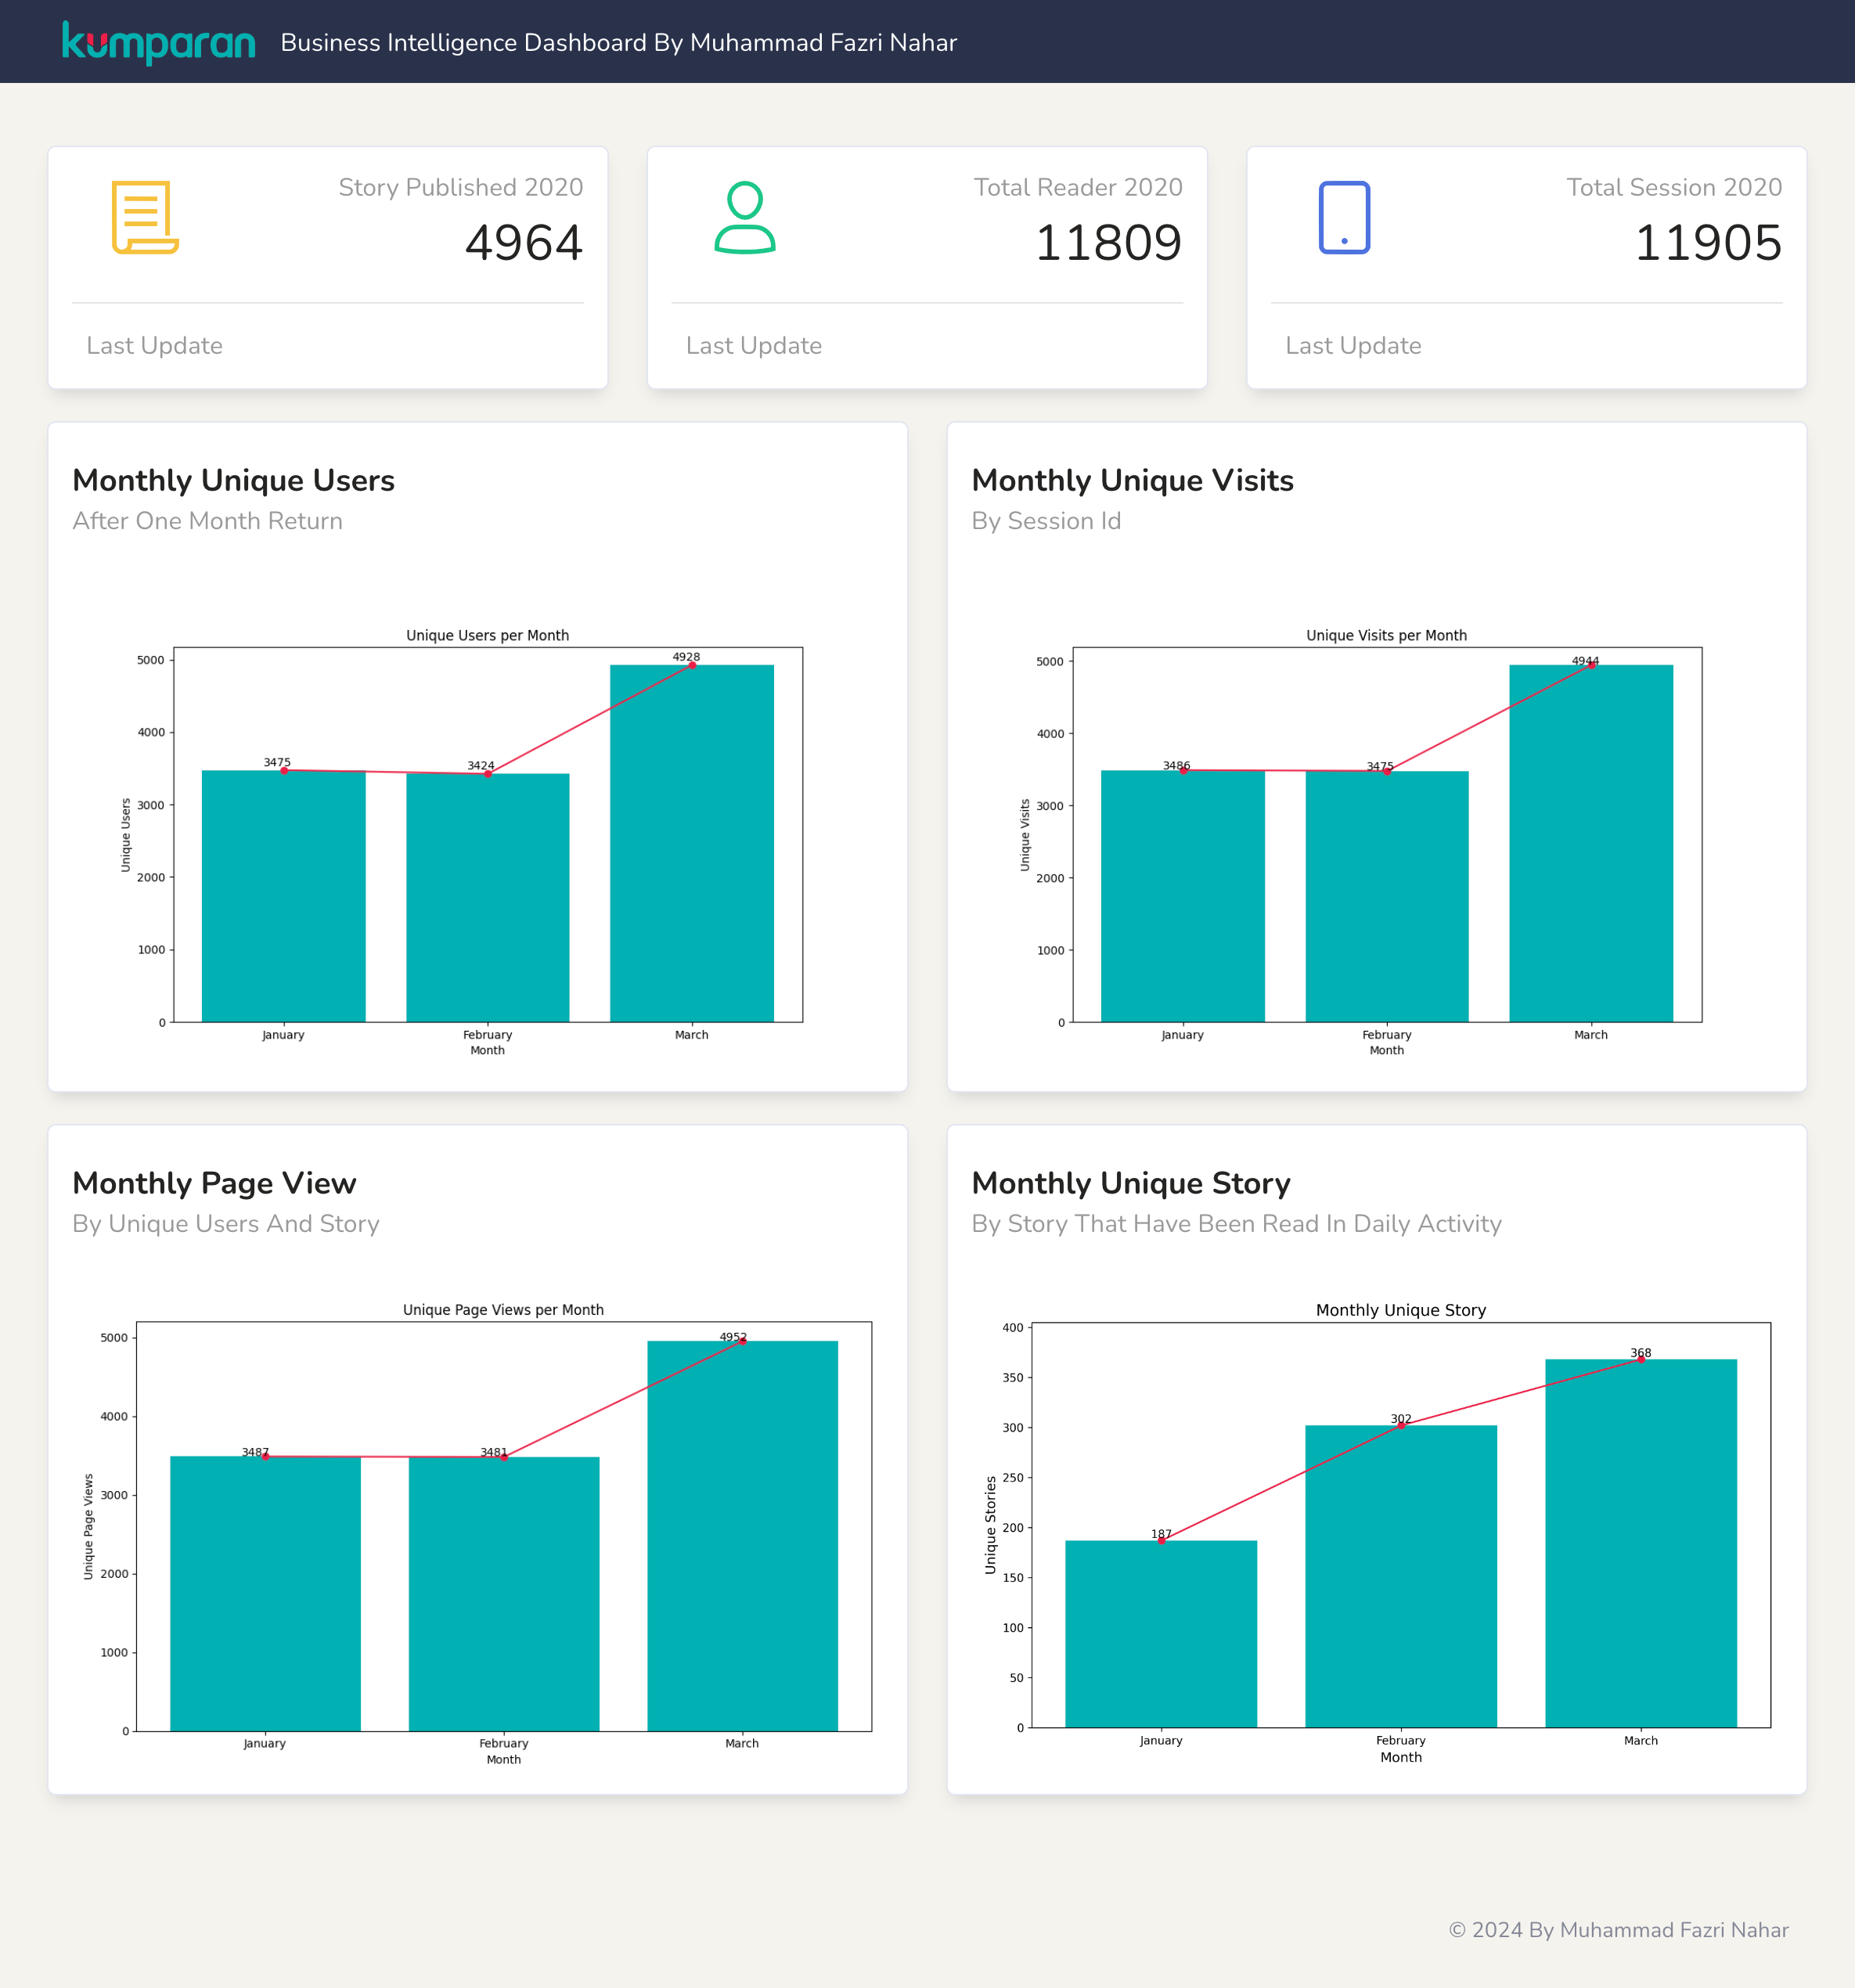 kumparan
Business Intelligence Dashboard By Muhammad Fazri Nahar
Story Published 2020
4964
Last Update
Total Reader 2020
11809
Last Update
Total Session 2020
11905
Last Update
Monthly Unique Users
After One Month Return
Unique Users per Month
Unique Users
5000
4000
3000
2000
1000
0
3475
3424
4928
January
February
March
Month
Monthly Unique Visits
By Session Id
Unique Visits per Month
Unique Visits
5000
4000
3000
2000
1000
0
3486
3475
4944
January
February
March
Month
Monthly Page View
By Unique Users And Story
Unique Page Views per Month
Unique Page Views
5000
4000
3000
2000
1000
0
3487
3481
4952
January
February
March
Month
Monthly Unique Story
By Story That Have Been Read In Daily Activity
Monthly Unique Story
Unique Stories
400
350
300
250
200
150
100
50
0
187
302
368
January
February
March
Month
© 2024 By Muhammad Fazri Nahar